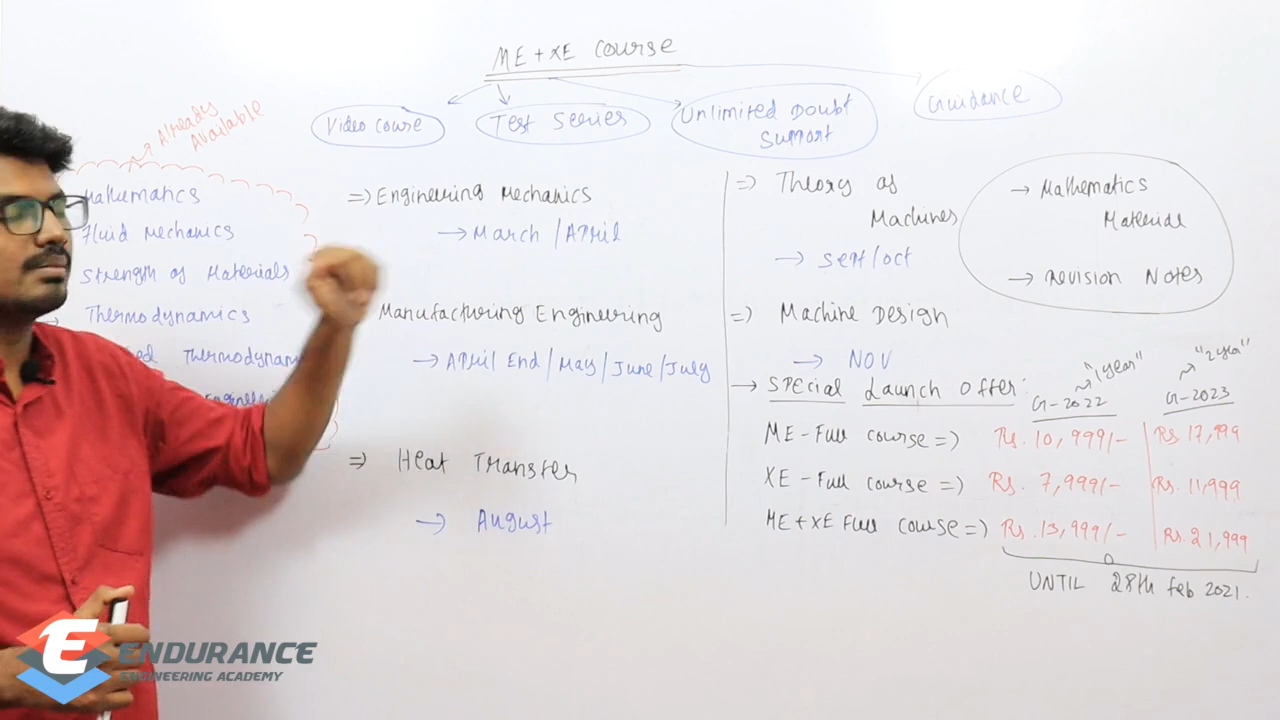 ME + XE Course
Video Course
Test Series
Unlimited Doubt
Support
Guidance
Already
Available
Mathematics
Fluid Mechanics
Strength of Materials
Thermodynamics
Thermodynam
=> Engineering Mechanics
→ March / April
Manufacturing Engineering
→ April End / May / June / July
=> Heat Transfer
→ August
=> Theory of
Machines
→ Sept/Oct
=> Machine Design
→ NOV
→ Mathematics
Material
→ Revision Notes
→ Special Launch Offer:
"1 year"
G-2022
"2 year"
G-2023
ME - Full course => Rs. 10,999/- Rs 17,999
XE - Full course => Rs. 7,999/- Rs. 11,999
ME + XE Full course => Rs. 13,999/- Rs. 21,999
UNTIL 28th Feb 2021.
E ENDURANCE
ENGINEERING ACADEMY